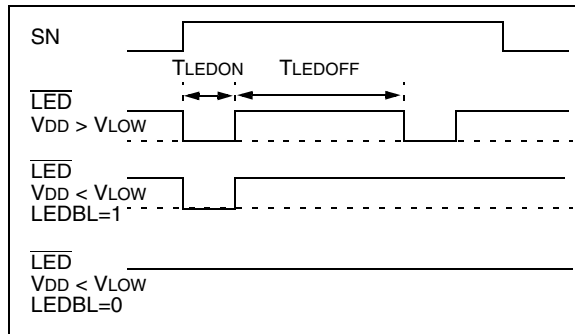 SN
TLEDON TLEDOFF
LED
VDD > VLOW
LED
VDD < VLOW
LEDBL=1
LED
VDD < VLOW
LEDBL=0